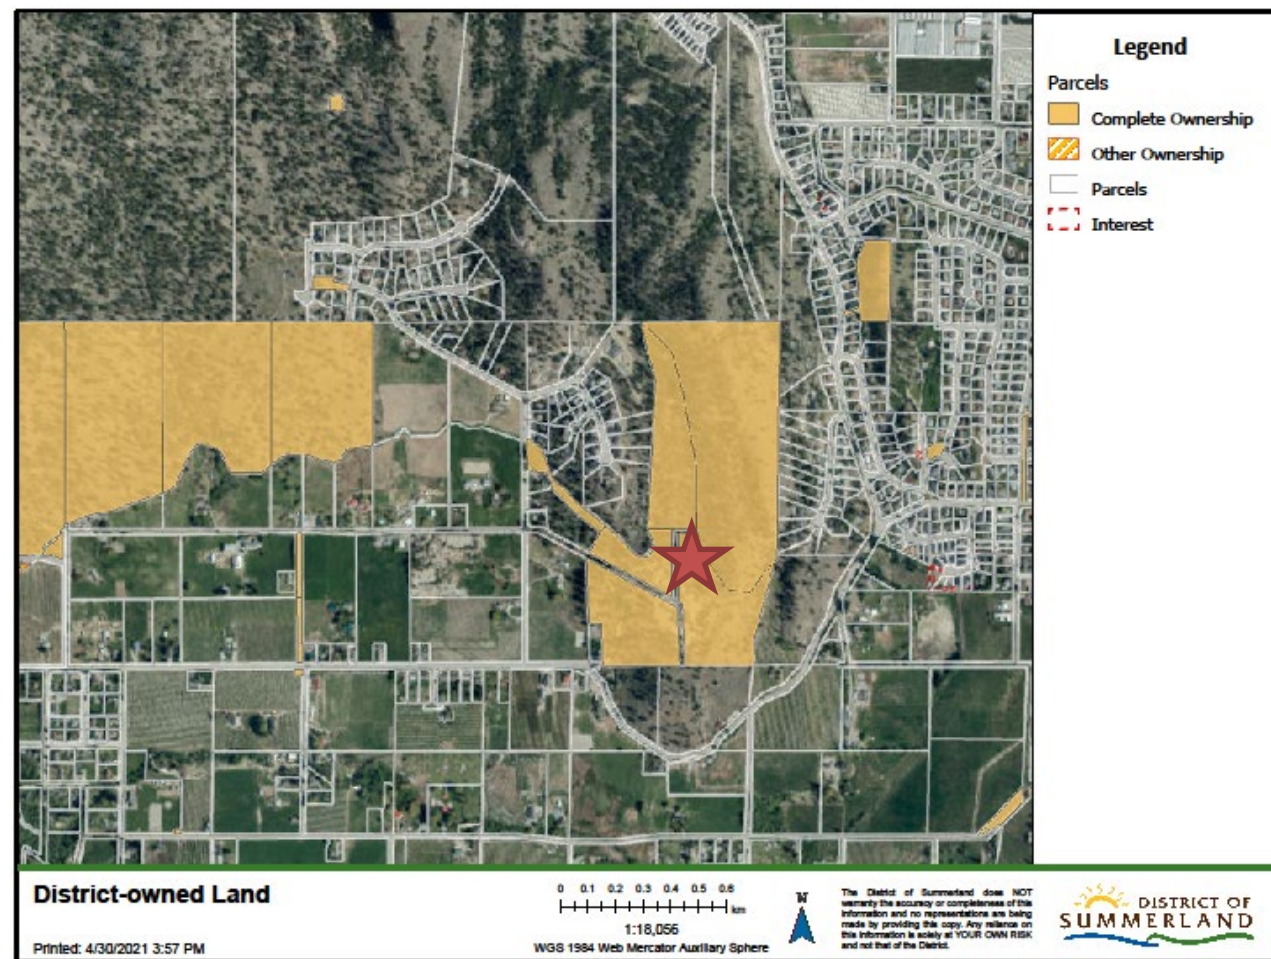 Legend
Parcels
Complete Ownership
Other Ownership
Parcels
Interest
District-owned Land
Printed: 4/30/2021 3:57 PM
0 0.1 0.2 0.3 0.4 0.5 0.6
km
1:18,056
WGS 1984 Web Mercator Auxiliary Sphere
N
The District of Summerland does NOT
warranty the accuracy or completeness of this
information and no representations are being
made by providing this copy. Any reliance on
this information is solely at YOUR OWN RISK
and not that of the District.
DISTRICT OF
SUMMERLAND